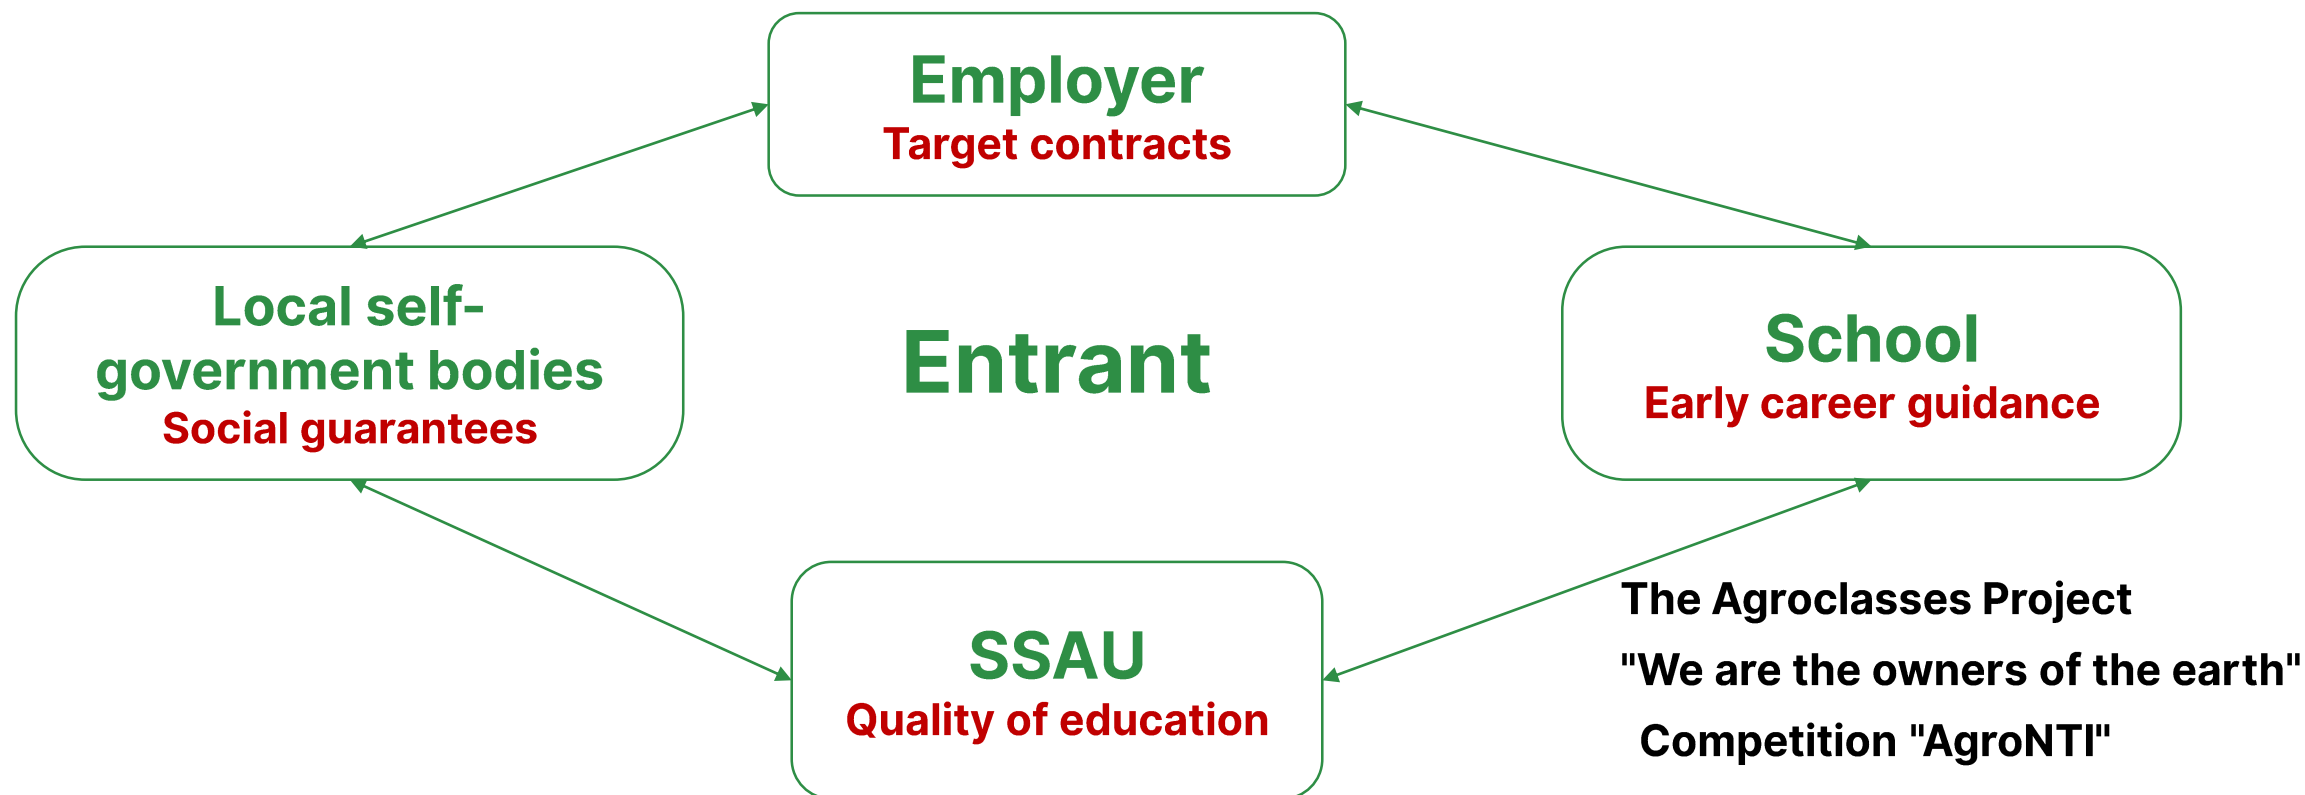 Employer
Target contracts
Local self-
government bodies
Social guarantees
Entrant
School
Early career guidance
SSAU
Quality of education
The Agroclasses Project
"We are the owners of the earth"
Competition "AgroNTI"